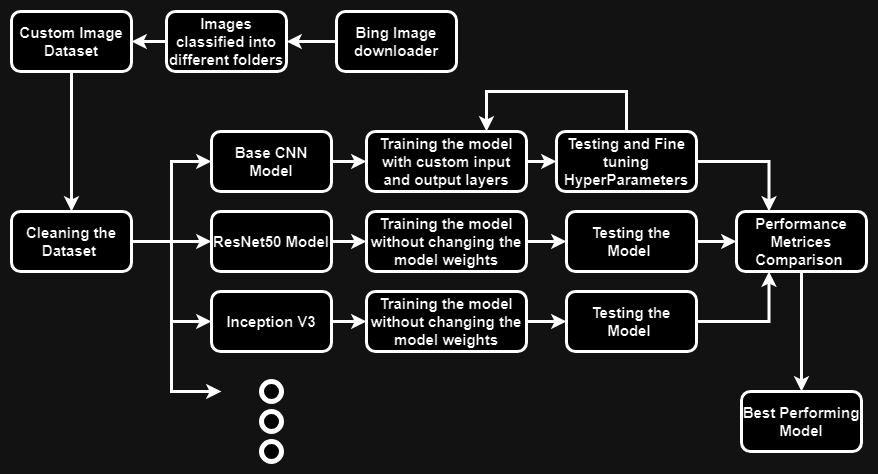 Custom Image
Dataset
Images
classified into
different folders
Bing Image
downloader
Base CNN
Model
Training the model
with custom input
and output layers
Testing and Fine
tuning
HyperParameters
Cleaning the
Dataset
ResNet50 Model
Training the model
without changing the
model weights
Testing the
Model
Performance
Metrices
Comparison
Inception V3
Training the model
without changing the
model weights
Testing the
Model
Best Performing
Model